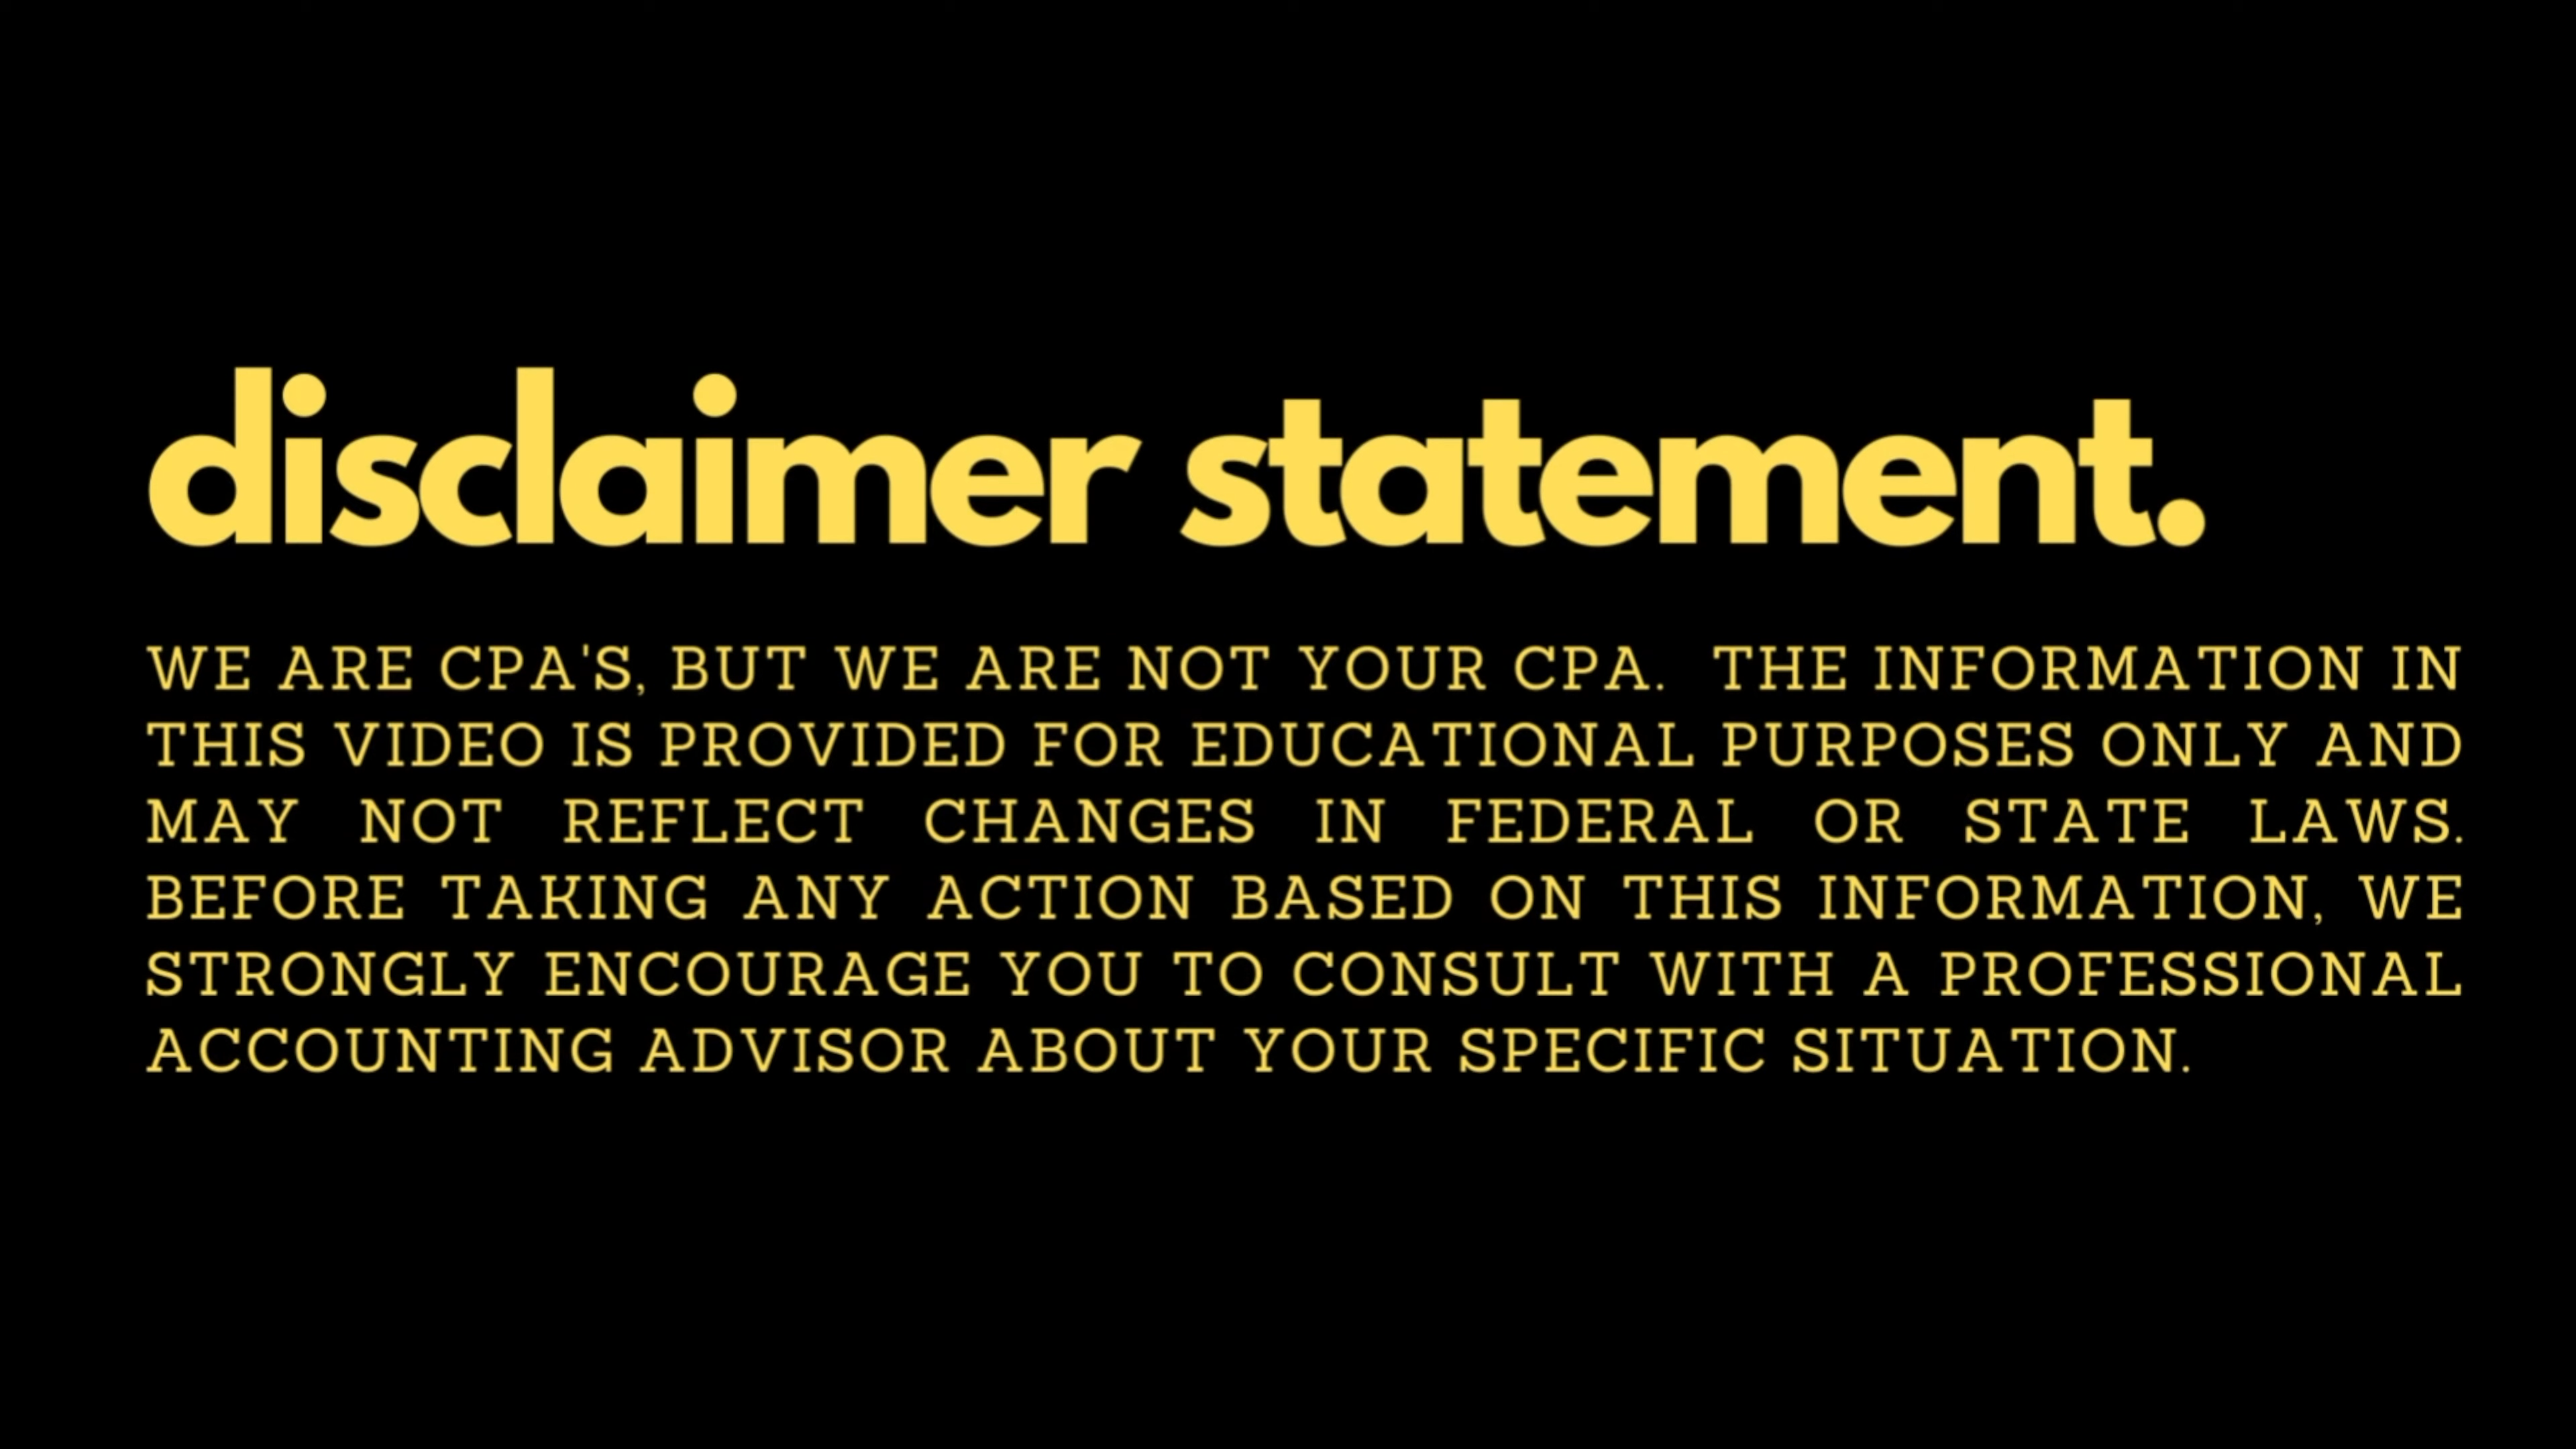 disclaimer statement.
WE ARE CPA'S, BUT WE ARE NOT YOUR CPA. THE INFORMATION IN
THIS VIDEO IS PROVIDED FOR EDUCATIONAL PURPOSES ONLY AND
MAY NOT REFLECT CHANGES IN FEDERAL OR STATE LAWS.
BEFORE TAKING ANY ACTION BASED ON THIS INFORMATION, WE
STRONGLY ENCOURAGE YOU TO CONSULT WITH A PROFESSIONAL
ACCOUNTING ADVISOR ABOUT YOUR SPECIFIC SITUATION.